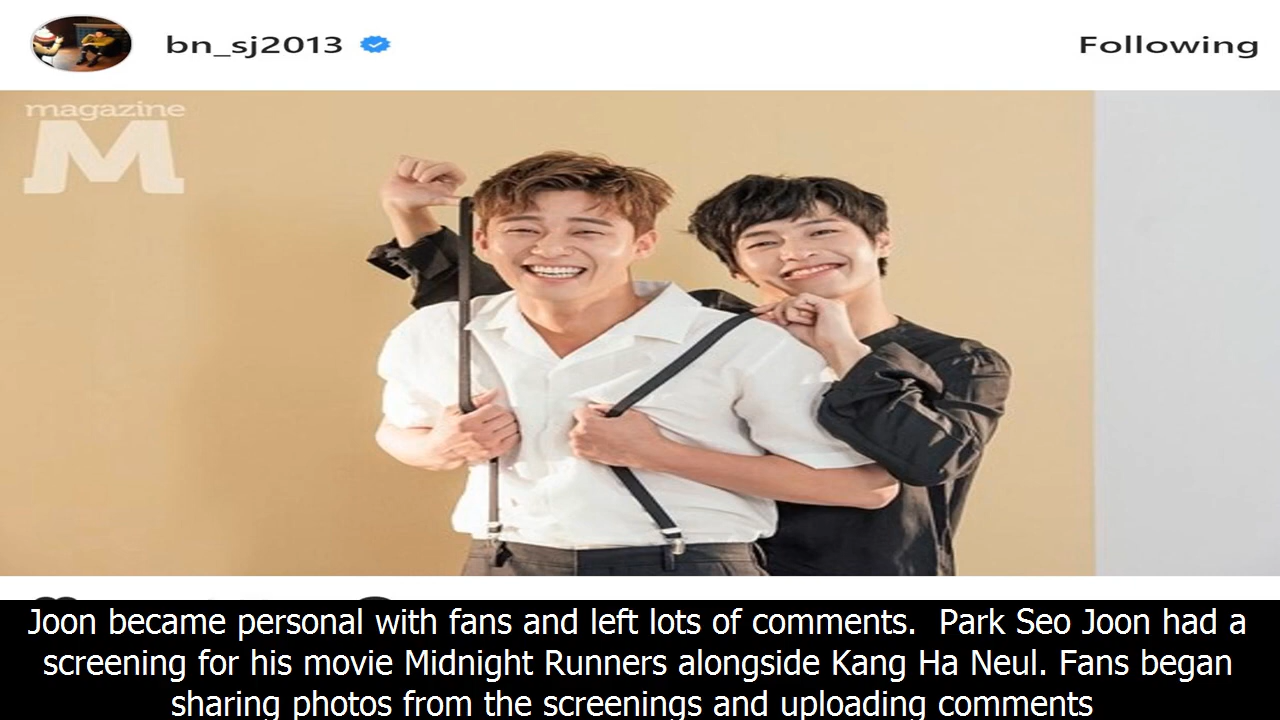 bn_sj2013
Following
magazine
M
Joon became personal with fans and left lots of comments.  Park Seo Joon had a
screening for his movie Midnight Runners alongside Kang Ha Neul. Fans began
sharing photos from the screenings and uploading comments